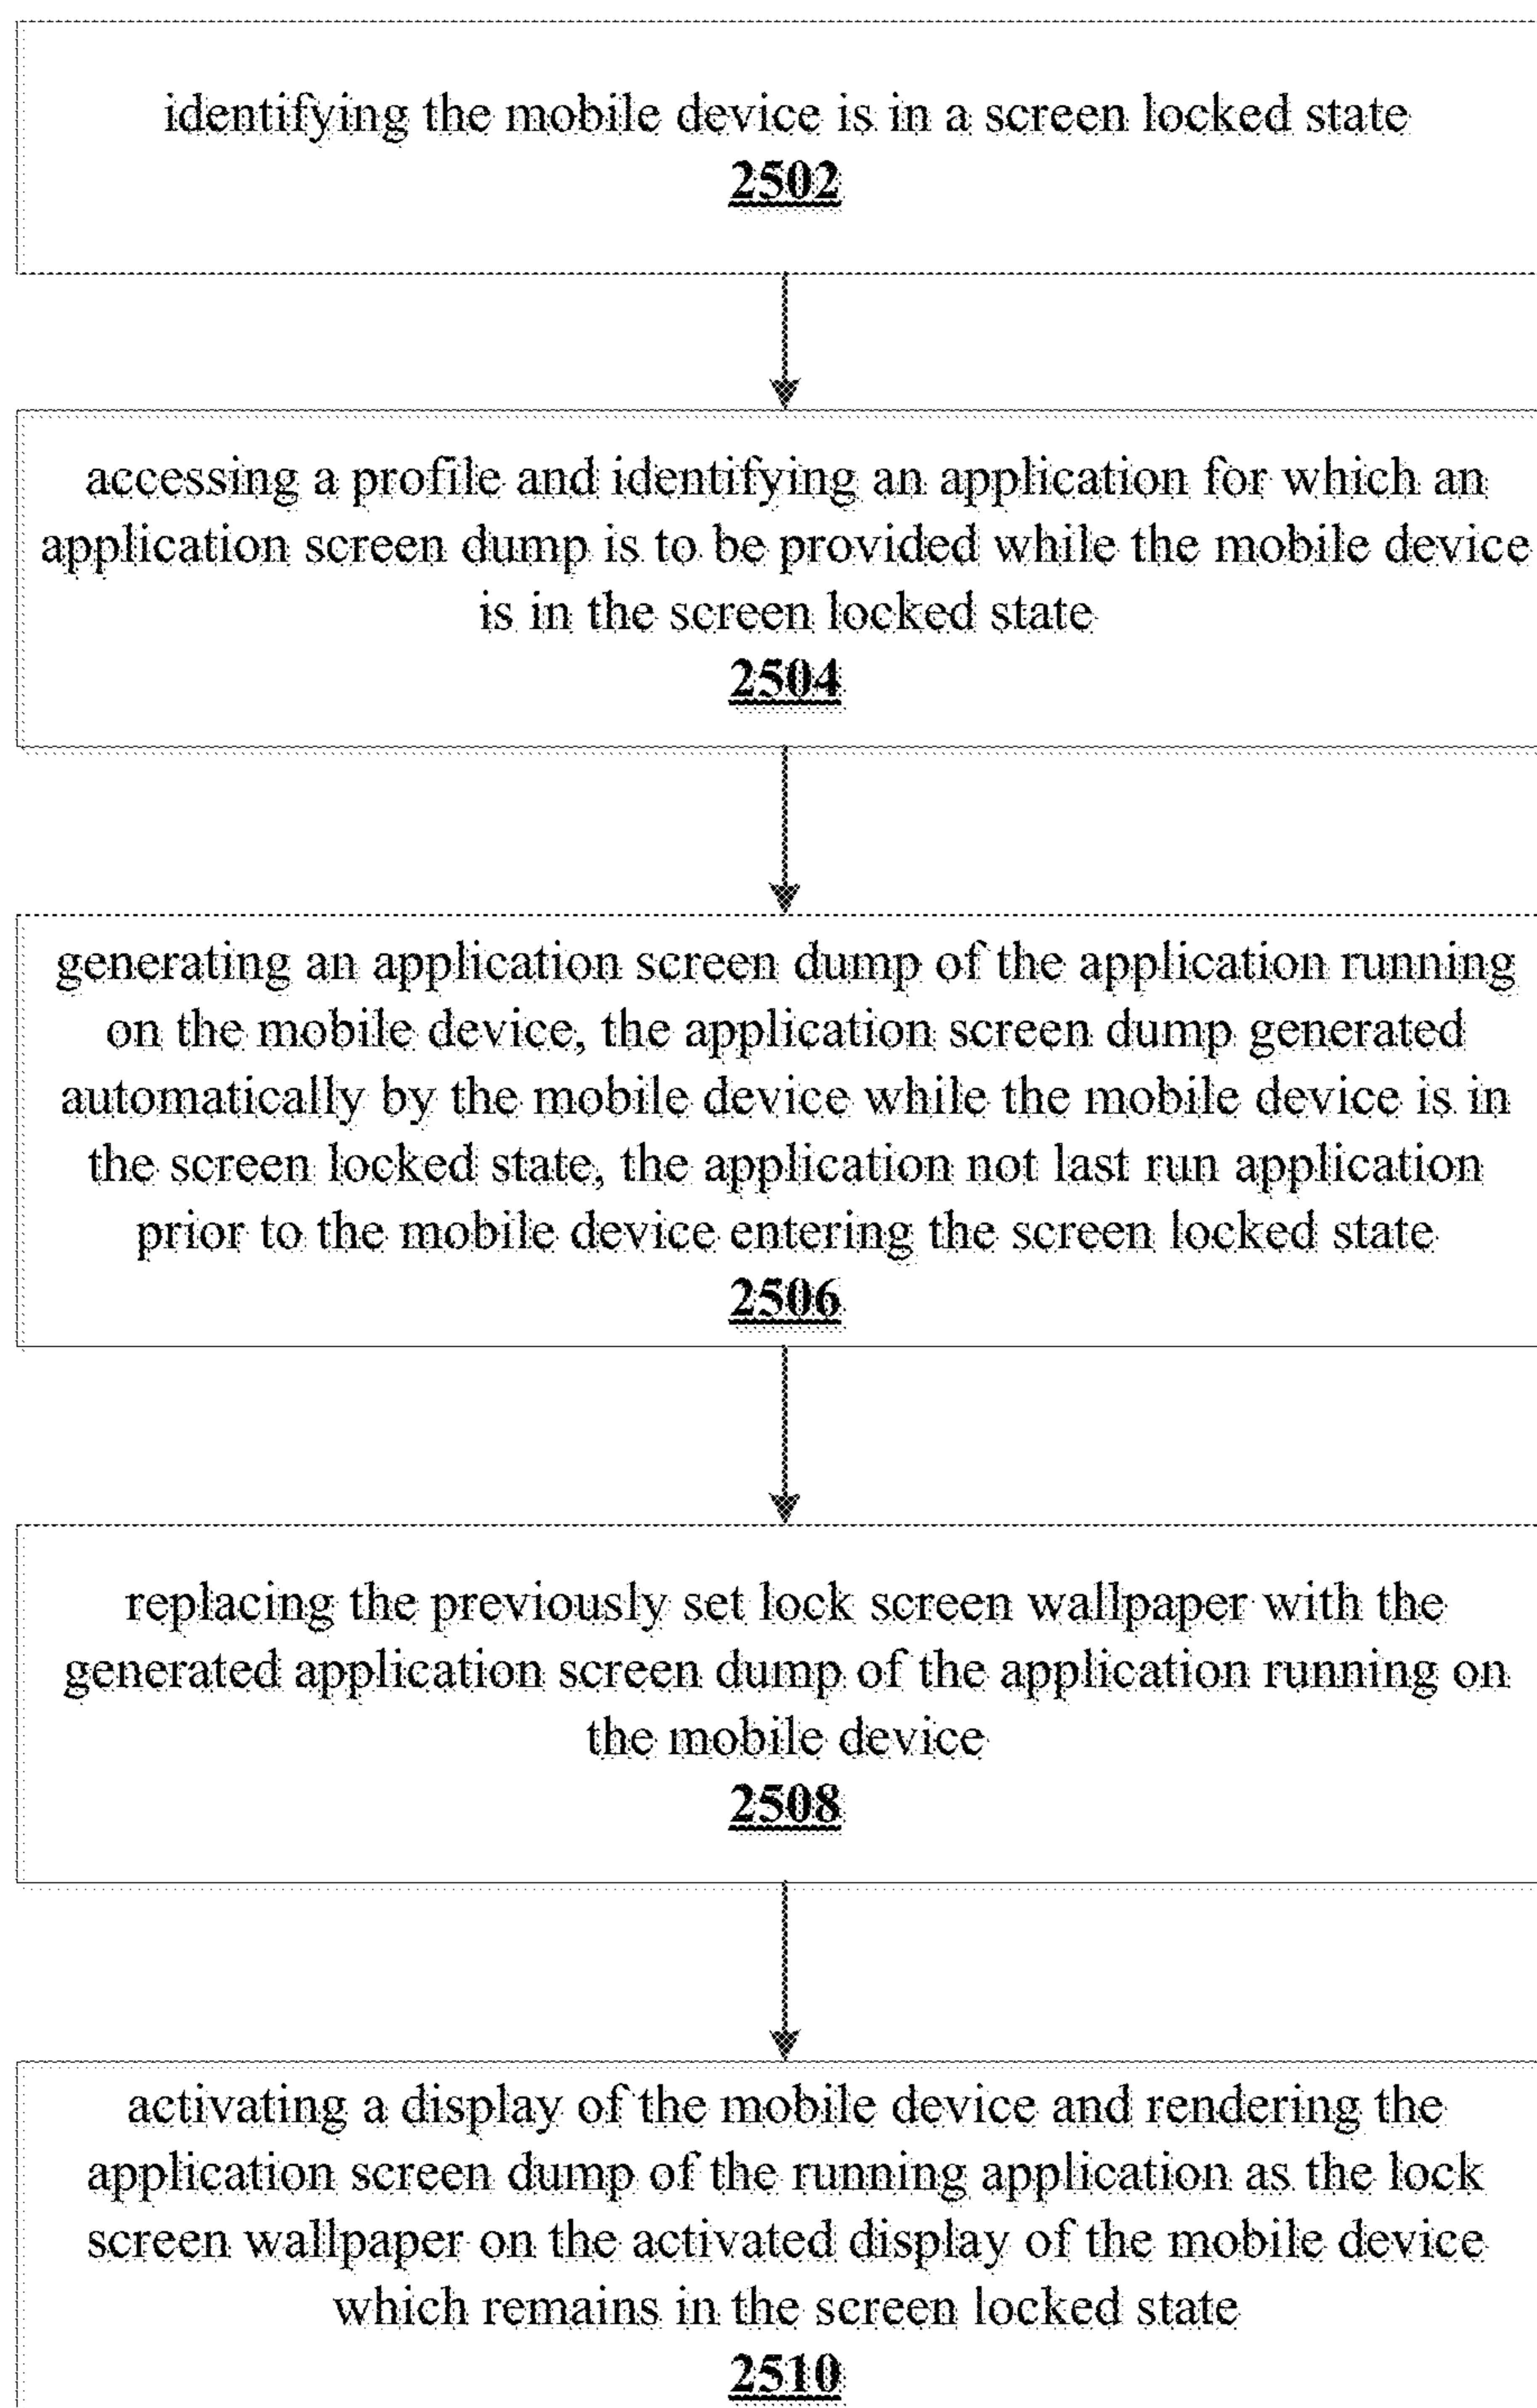 identifying the mobile device is in a screen locked state
2502
accessing a profile and identifying an application for which an
application screen dump is to be provided while the mobile device
is in the screen locked state
2504
generating an application screen dump of the application running
on the mobile device, the application screen dump generated
automatically by the mobile device while the mobile device is in
the screen locked state, the application not last run application
prior to the mobile device entering the screen locked state
2506
replacing the previously set lock screen wallpaper with the
generated application screen dump of the application running on
the mobile device
2508
activating a display of the mobile device and rendering the
application screen dump of the running application as the lock
screen wallpaper on the activated display of the mobile device
which remains in the screen locked state
2510